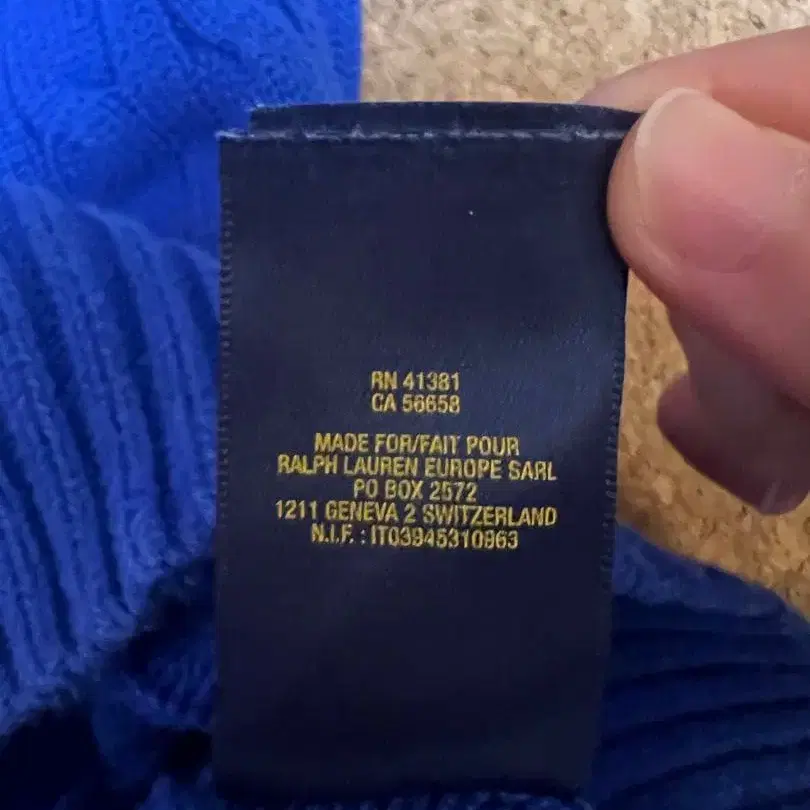 RN 41381
CA 56658
MADE FOR/FAIT POUR
RALPH LAUREN EUROPE SARL
PO BOX 2572
1211 GENEVA 2 SWITZERLAND
N.I.F. : IT03945310963